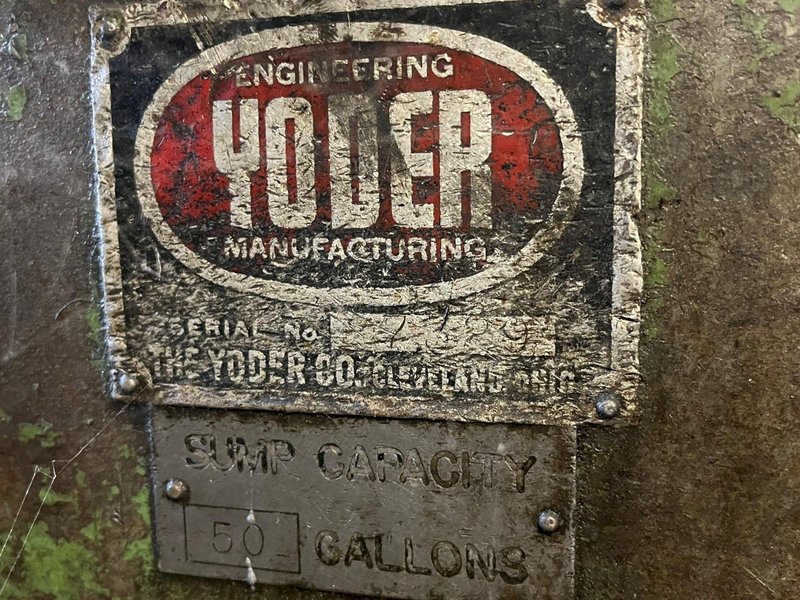 ENGINEERING
YODER
MANUFACTURING
SERIAL No.
THE YODER CO. CLEVELAND, OHIO
SUMP CAPACITY
50 GALLONS